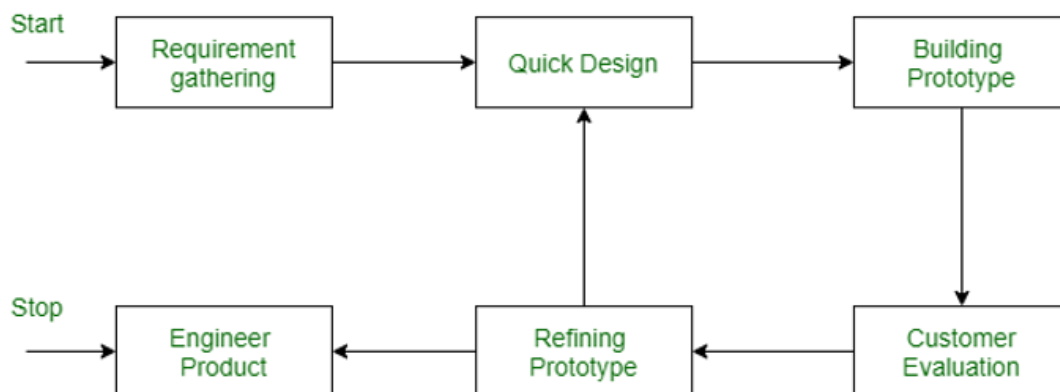 Start
Requirement
gathering
Quick Design
Building
Prototype
Stop
Engineer
Product
Refining
Prototype
Customer
Evaluation